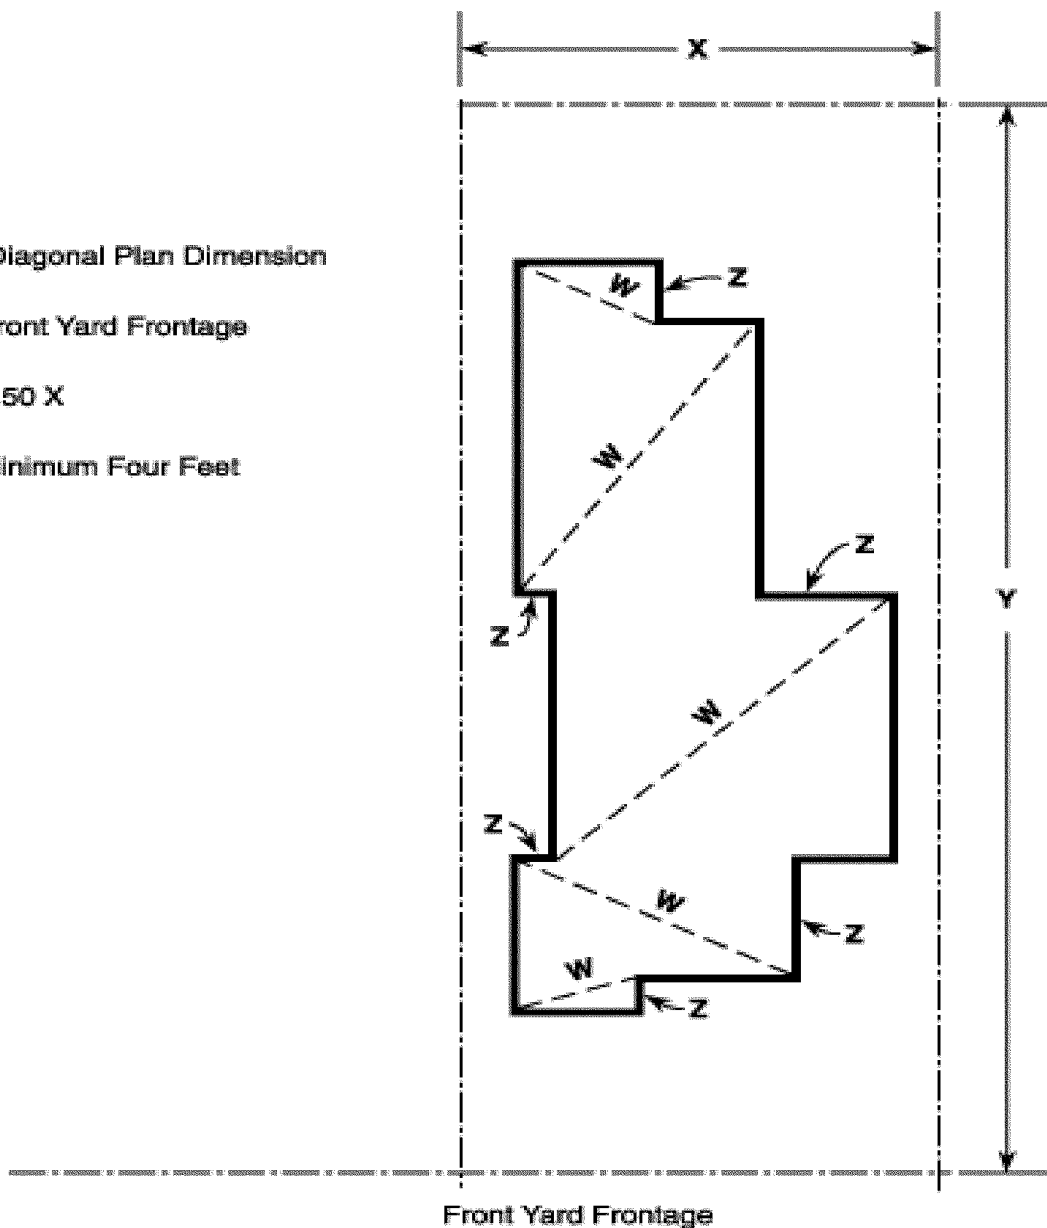 X
Diagonal Plan Dimension
W
Z
ront Yard Frontage
50 X
W
inimum Four Feet
Z
Y
Z
W
Z
W
Z
W
Z
Front Yard Frontage